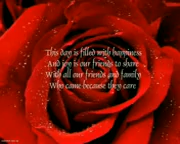 This day is filled with happiness
And joy is our friends to share
With all our friends and family
Who came because they care